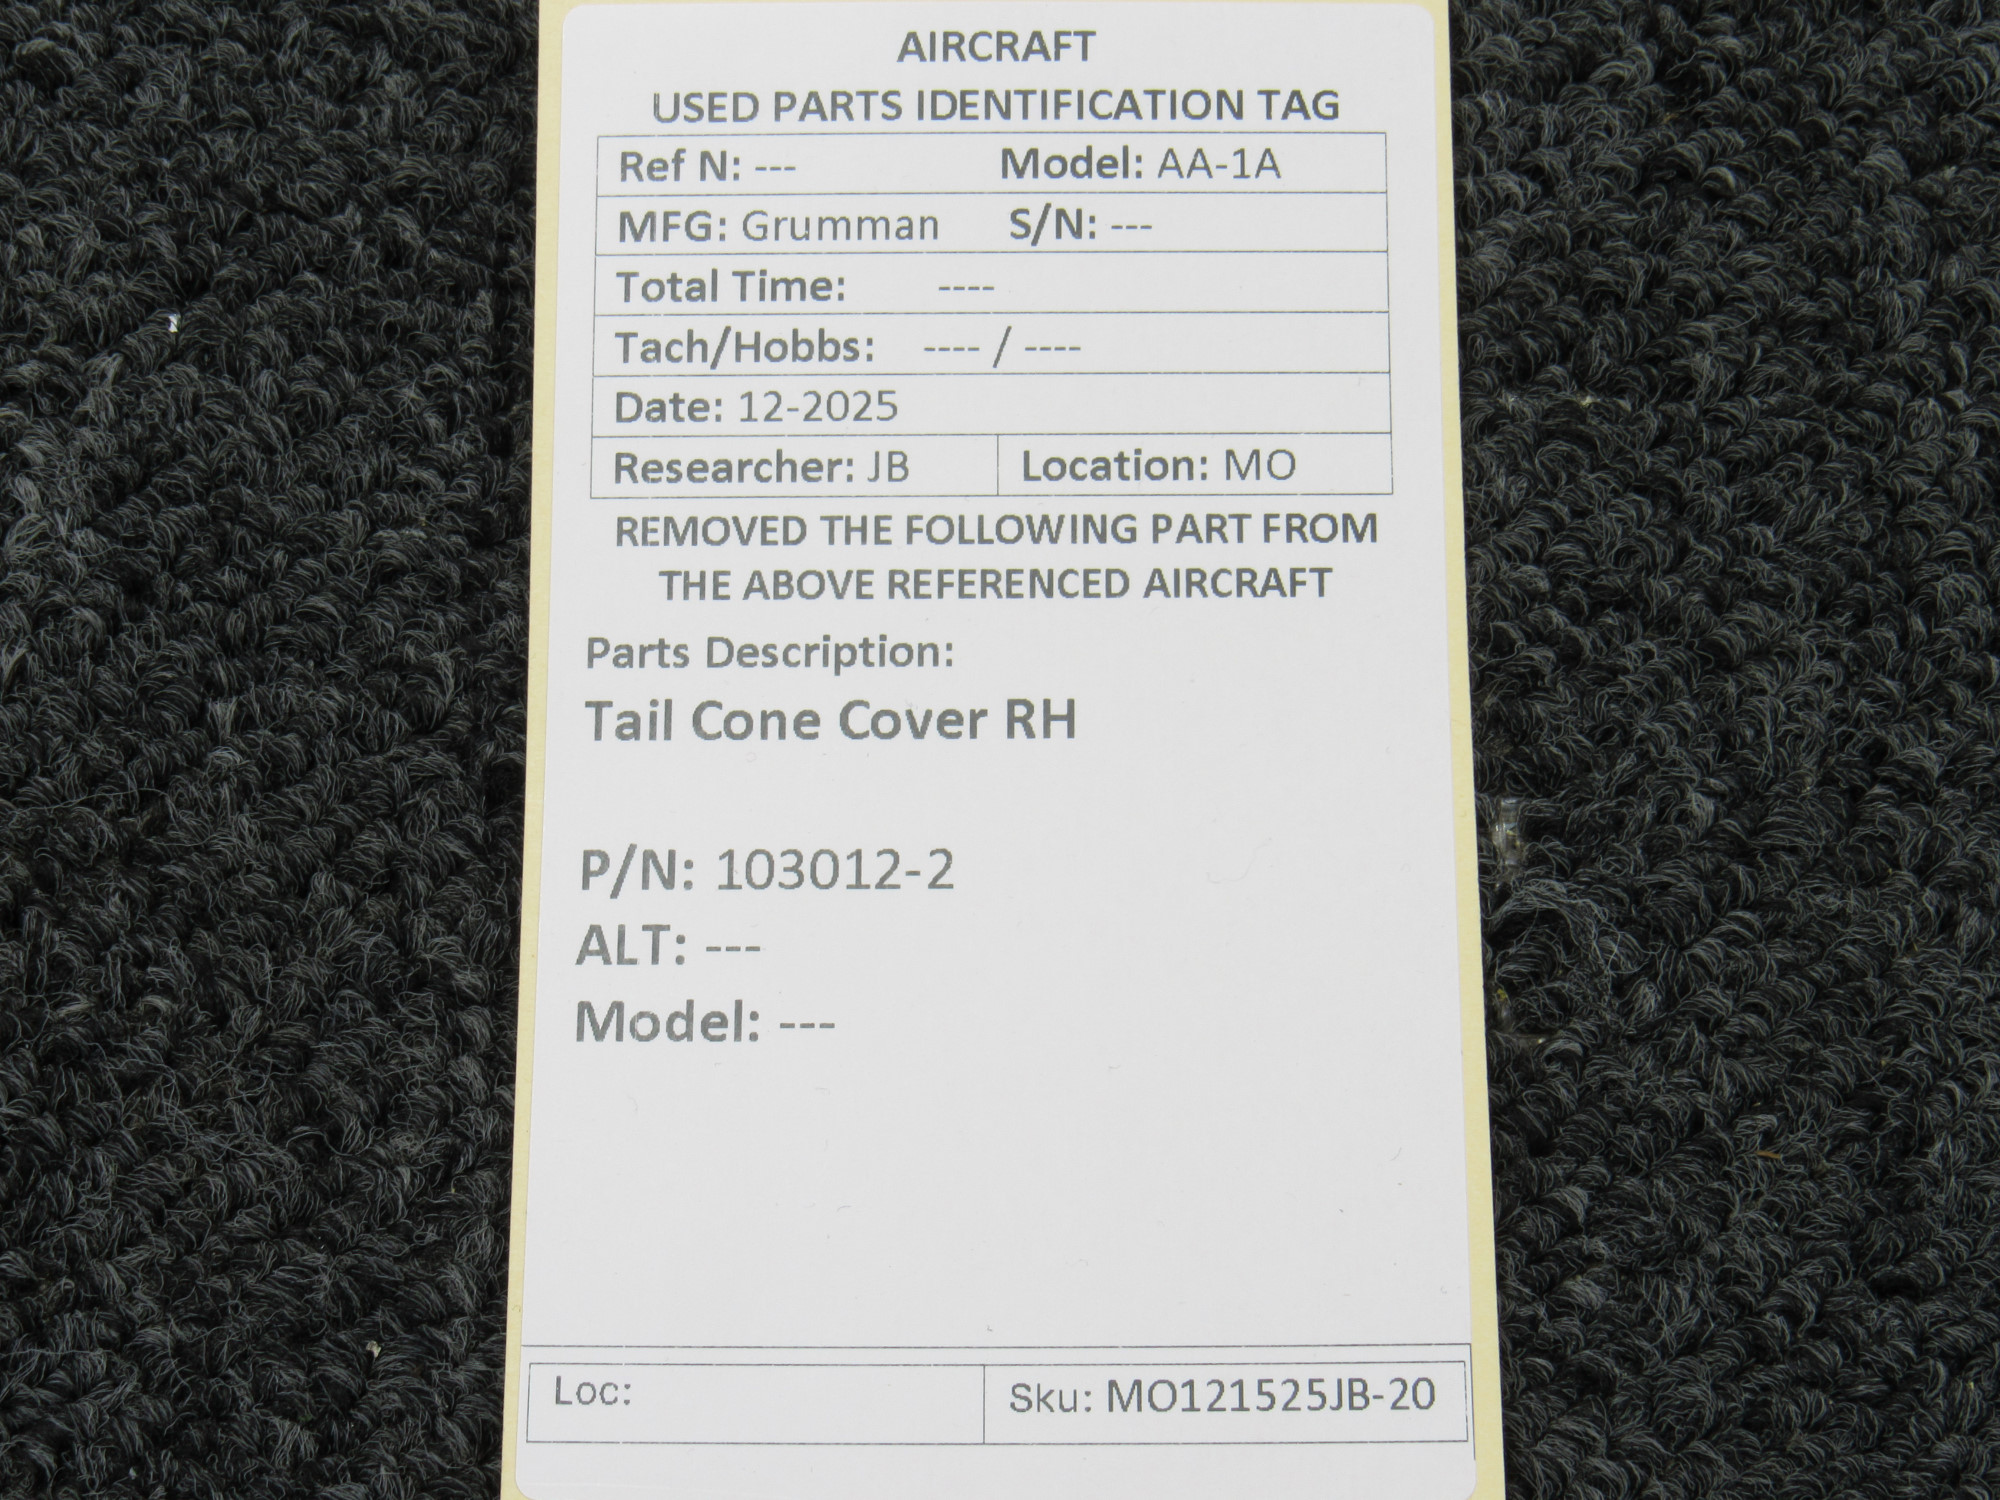 AIRCRAFT
USED PARTS IDENTIFICATION TAG
Ref N: --- Model: AA-1A
MFG: Grumman S/N: ---
Total Time: ----
Tach/Hobbs: ---- / ----
Date: 12-2025
Researcher: JB Location: MO
REMOVED THE FOLLOWING PART FROM
THE ABOVE REFERENCED AIRCRAFT
Parts Description:
Tail Cone Cover RH
P/N: 103012-2
ALT: ---
Model: ---
Loc: Sku: MO121525JB-20